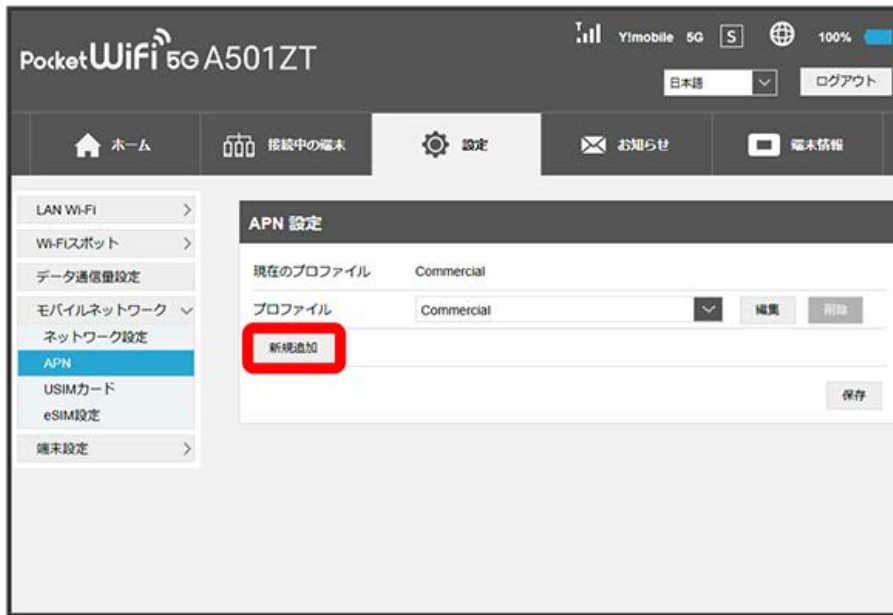 PocketWiFi 5G A501ZT
Y!mobile 5G S 100%
日本語 ログアウト
ホーム 接続中の端末 設定 お知らせ 端末情報
LAN Wi-Fi
Wi-Fiスポット
データ通信量設定
モバイルネットワーク
ネットワーク設定
APN
USIMカード
eSIM設定
端末設定
APN 設定
現在のプロファイル Commercial
プロファイル Commercial 編集 削除
新規追加
保存